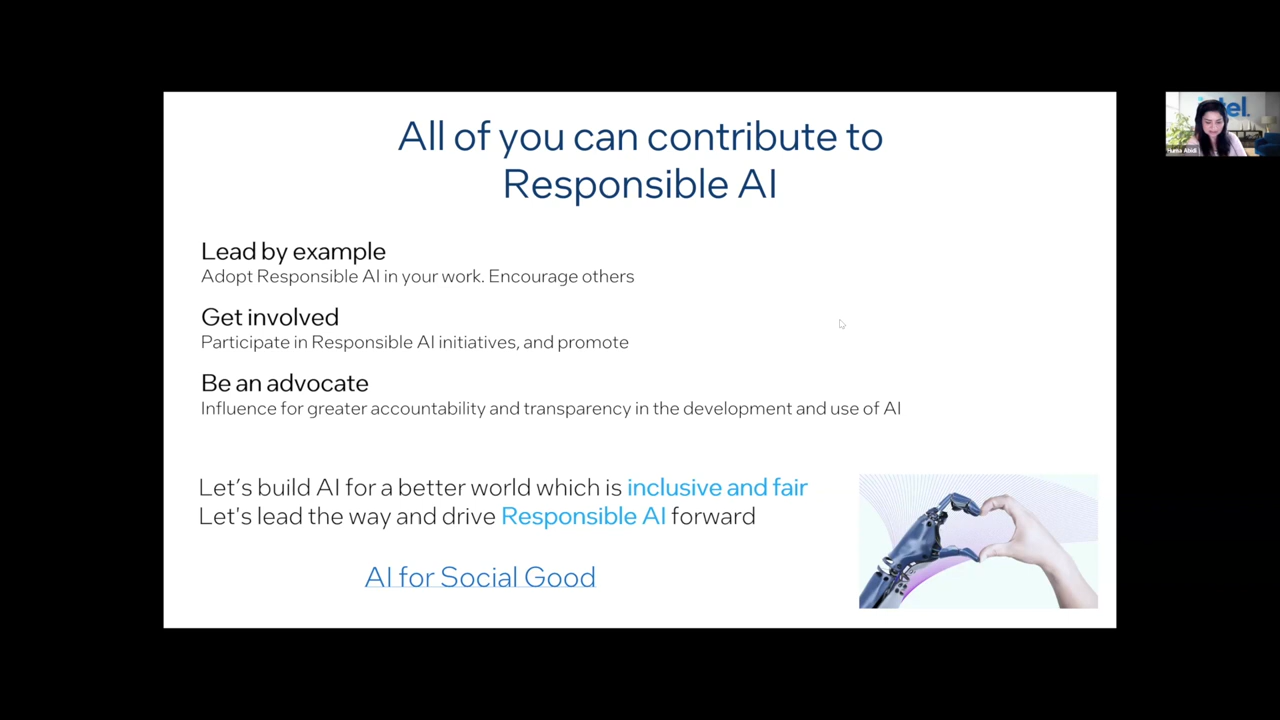 All of you can contribute to
Responsible AI
Lead by example
Adopt Responsible AI in your work. Encourage others
Get involved
Participate in Responsible AI initiatives, and promote
Be an advocate
Influence for greater accountability and transparency in the development and use of AI
Let's build AI for a better world which is inclusive and fair
Let's lead the way and drive Responsible AI forward
AI for Social Good
intel.
Huma Abidi